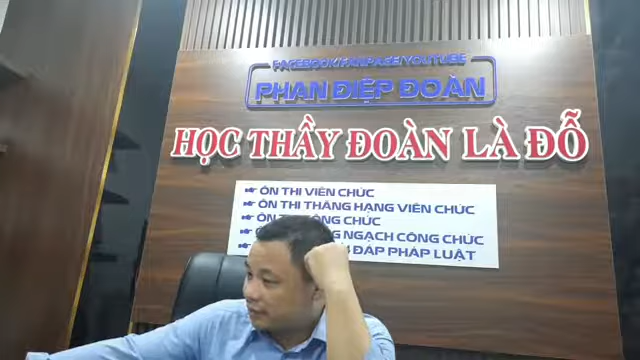 FACEBOOK/FANPAGE/YOUTUBE
PHAN ĐIỆP ĐOÀN
HỌC THẦY ĐOÀN LÀ ĐỖ
ÔN THI VIÊN CHỨC
ÔN THI THĂNG HẠNG VIÊN CHỨC
ÔN CÔNG CHỨC
NGẠCH CÔNG CHỨC
ĐÁP PHÁP LUẬT